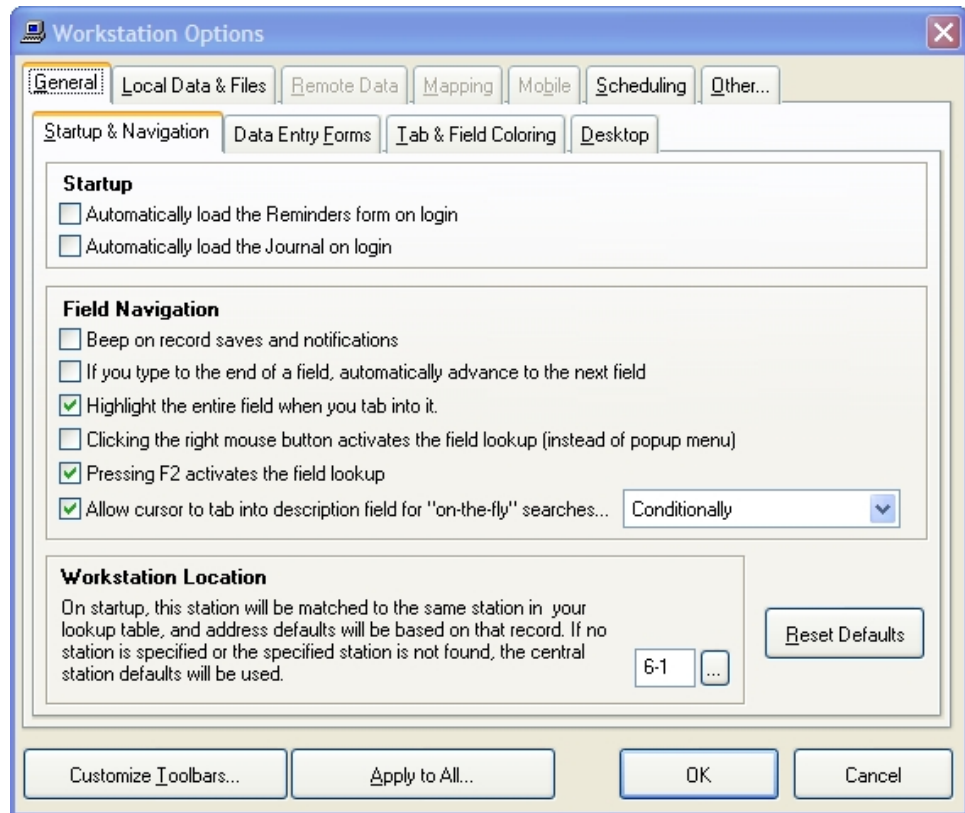 Workstation Options
General Local Data & Files Remote Data Mapping Mobile Scheduling Other...
Startup & Navigation Data Entry Forms Tab & Field Coloring Desktop
Startup
Automatically load the Reminders form on login
Automatically load the Journal on login
Field Navigation
Beep on record saves and notifications
If you type to the end of a field, automatically advance to the next field
Highlight the entire field when you tab into it.
Clicking the right mouse button activates the field lookup (instead of popup menu)
Pressing F2 activates the field lookup
Allow cursor to tab into description field for "on-the-fly" searches... Conditionally
Workstation Location
On startup, this station will be matched to the same station in your
lookup table, and address defaults will be based on that record. If no
station is specified or the specified station is not found, the central
station defaults will be used.
6-1 ...
Reset Defaults
Customize Toolbars... Apply to All... OK Cancel